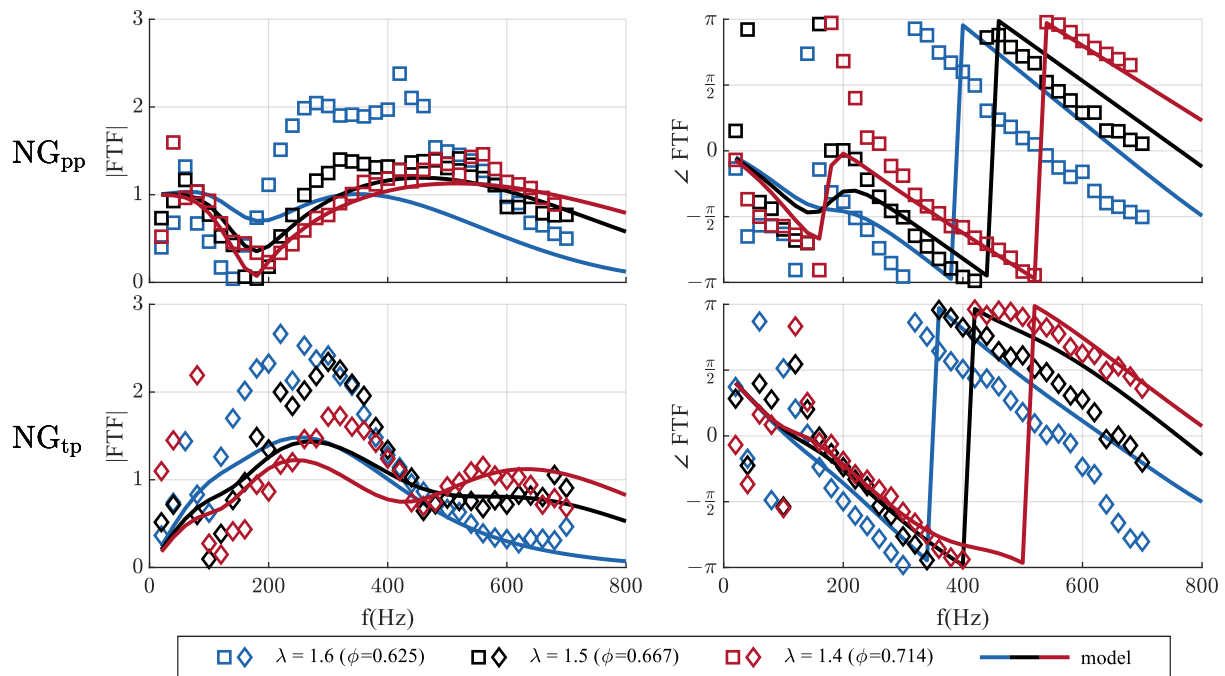 3
2
1
0
|FTF|
NGpp
π
π/2
0
−π/2
−π
∠ FTF
3
2
1
0
|FTF|
NGtp
0 200 400 600 800
f(Hz)
π
π/2
0
−π/2
−π
∠ FTF
0 200 400 600 800
f(Hz)
λ = 1.6 (ϕ=0.625) λ = 1.5 (ϕ=0.667) λ = 1.4 (ϕ=0.714) model